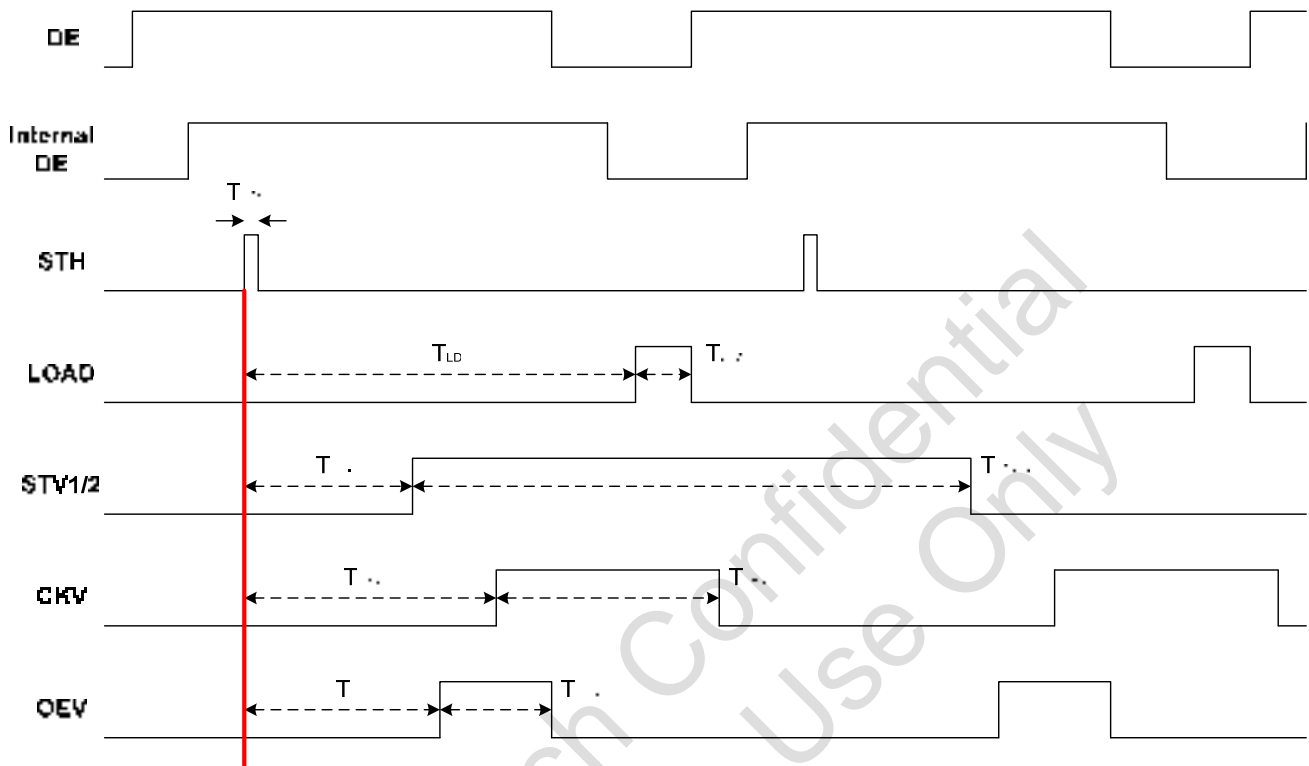 DE
Internal
DE
T
STH
LOAD
TLD
T
STV1/2
T
T
CKV
T
T
OEV
T
T
Confidential
Use Only